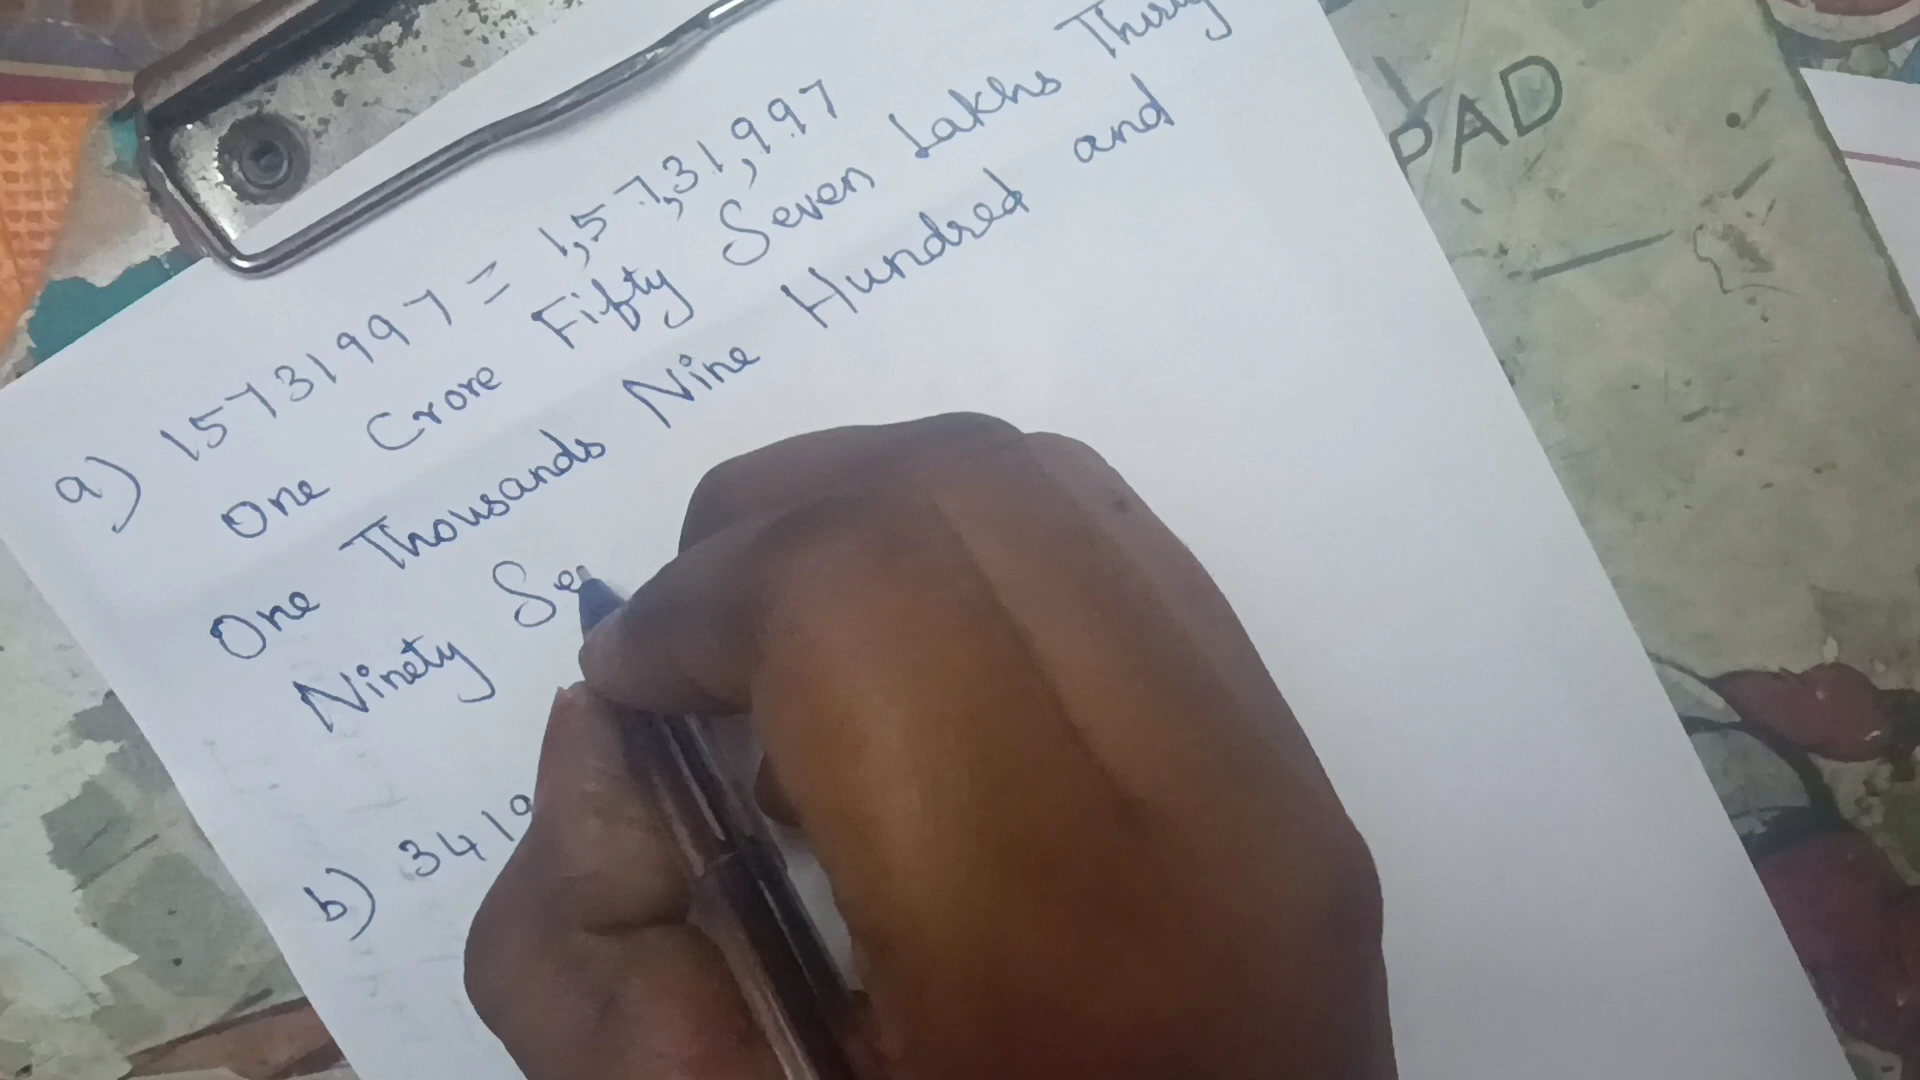 a) 15731997 = 1,57,31,997
One Crore Fifty Seven Lakhs Thirty
One Thousands Nine Hundred and
Ninety Se
b) 3419
PAD